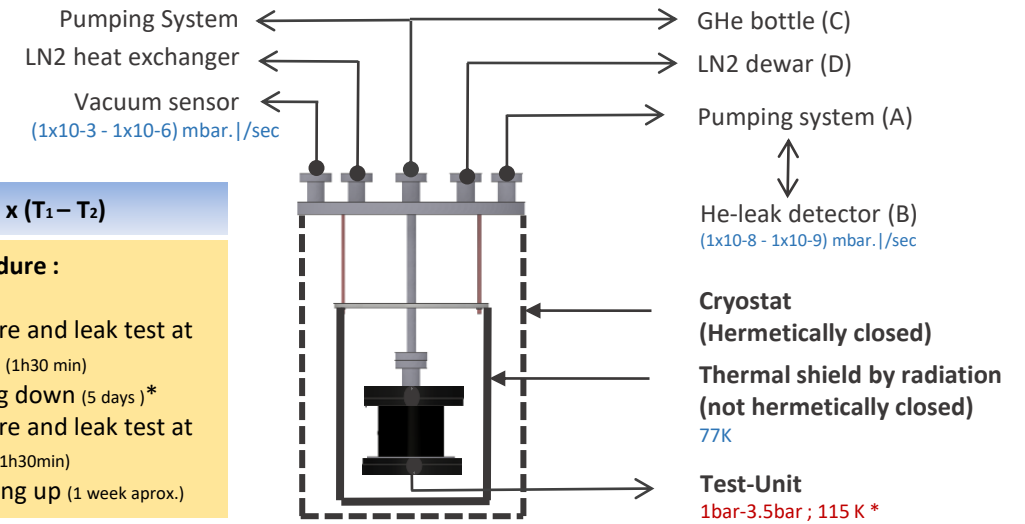 Pumping System
LN2 heat exchanger
Vacuum sensor
(1x10-3 - 1x10-6) mbar.|/sec
x (T1 – T2)
dure :
re and leak test at
(1h30 min)
g down (5 days )*
re and leak test at
1h30min)
ng up (1 week aprox.)
GHe bottle (C)
LN2 dewar (D)
Pumping system (A)
He-leak detector (B)
(1x10-8 - 1x10-9) mbar.|/sec
Cryostat
(Hermetically closed)
Thermal shield by radiation
(not hermetically closed)
77K
Test-Unit
1bar-3.5bar ; 115 K *